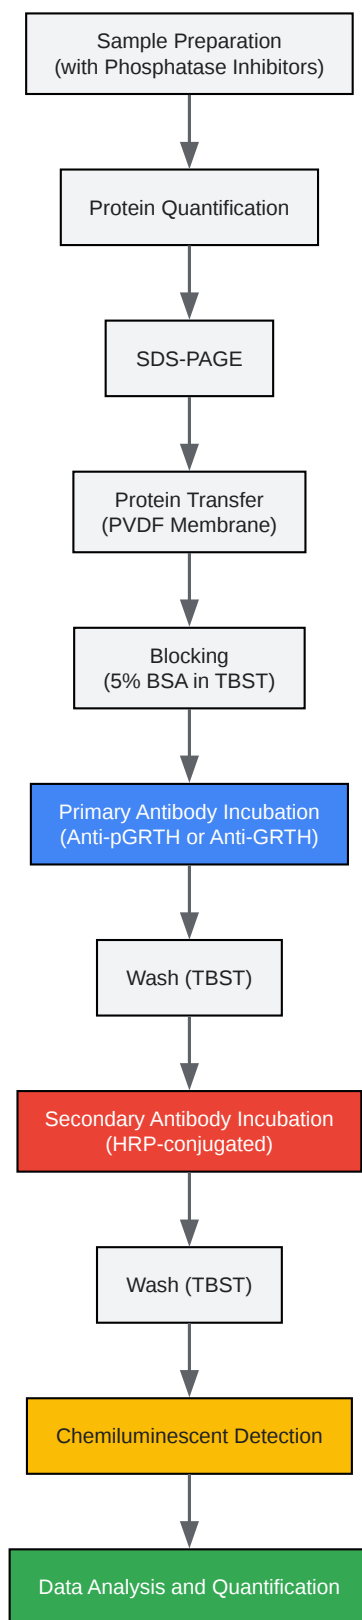 Sample Preparation
(with Phosphatase Inhibitors)
Protein Quantification
SDS-PAGE
Protein Transfer
(PVDF Membrane)
Blocking
(5% BSA in TBST)
Primary Antibody Incubation
(Anti-pGRTH or Anti-GRTH)
Wash (TBST)
Secondary Antibody Incubation
(HRP-conjugated)
Wash (TBST)
Chemiluminescent Detection
Data Analysis and Quantification